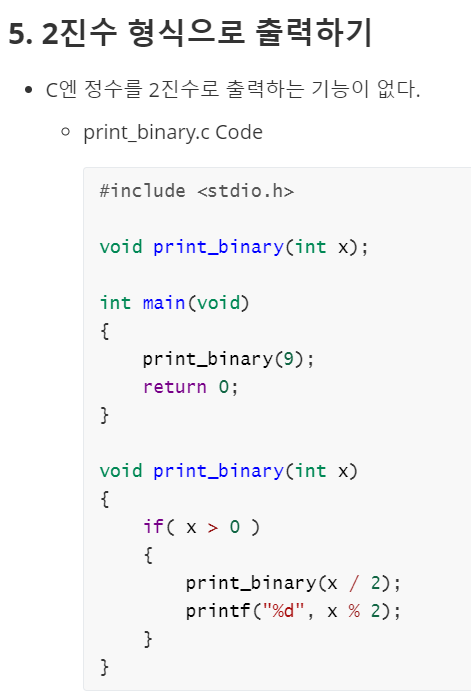 5. 2진수 형식으로 출력하기
C엔 정수를 2진수로 출력하는 기능이 없다.
print_binary.c Code
#include <stdio.h>
void print_binary(int x);
int main(void)
{
    print_binary(9);
    return 0;
}
void print_binary(int x)
{
    if( x > 0 )
    {
        print_binary(x / 2);
        printf("%d", x % 2);
    }
}